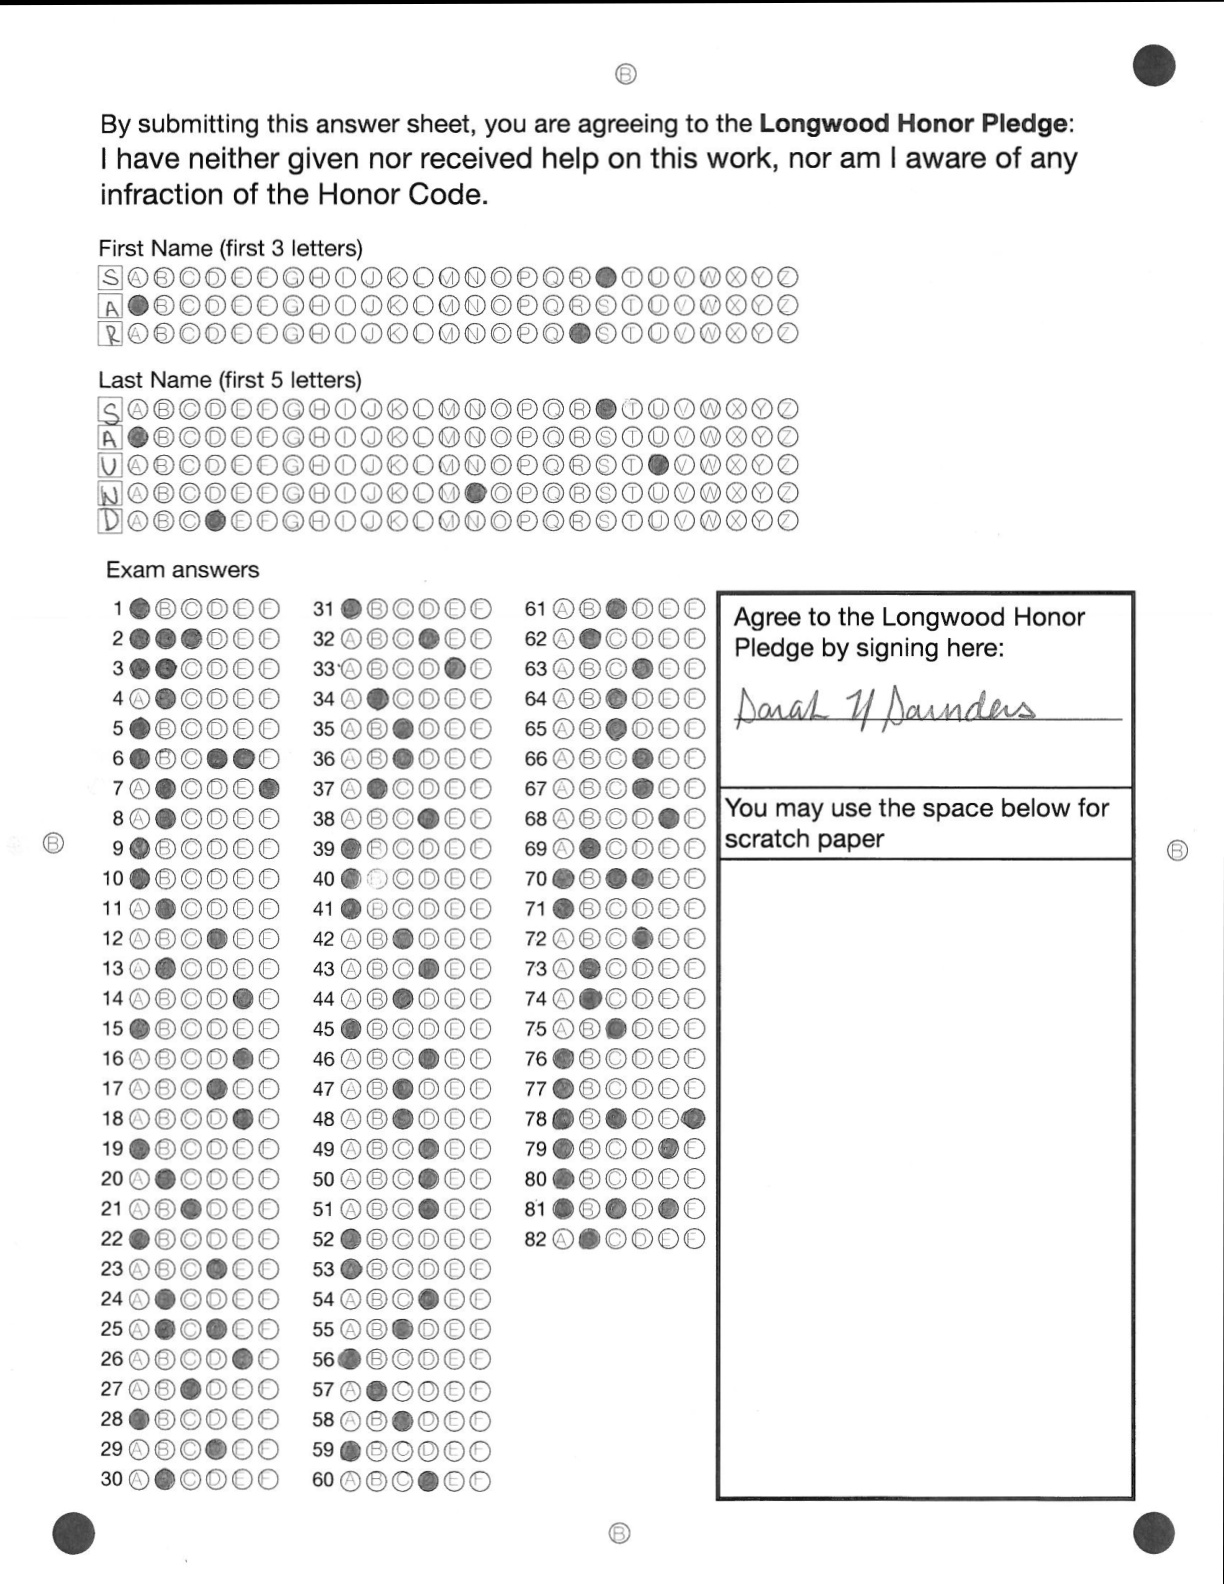 B
By submitting this answer sheet, you are agreeing to the Longwood Honor Pledge:
I have neither given nor received help on this work, nor am I aware of any
infraction of the Honor Code.
First Name (first 3 letters)
S A B C D E F G H I J K L M N O P Q R T U V W X Y Z
A B C D E F G H I J K L M N O P Q R S T U V W X Y Z
R A B C D E F G H I J K L M N O P Q S T U V W X Y Z
Last Name (first 5 letters)
S A B C D E F G H I J K L M N O P Q R T U V W X Y Z
A B C D E F G H I J K L M N O P Q R S T U V W X Y Z
U A B C D E F G H I J K L M N O P Q R S T V W X Y Z
N A B C D E F G H I J K L M O P Q R S T U V W X Y Z
D A B C E F G H I J K L M N O P Q R S T U V W X Y Z
Exam answers
1 B C D E F
2 D E F
3 C D E F
4 A C D E F
5 B C D E F
6 B C F
7 A C D E
8 A C D E F
9 B C D E F
10 B C D E F
11 A C D E F
12 A B C E F
13 A C D E F
14 A B C D F
15 B C D E F
16 A B C D F
17 A B C E F
18 A B C D F
19 B C D E F
20 A C D E F
21 A B D E F
22 B C D E F
23 A B C E F
24 A C D E F
25 A C E F
26 A B C D F
27 A B D E F
28 B C D E F
29 A B C E F
30 A C D E F
31 B C D E F
32 A B C E F
33 A B C D F
34 A C D E F
35 A B D E F
36 A B D E F
37 A C D E F
38 A B C E F
39 B C D E F
40 C D E F
41 B C D E F
42 A B D E F
43 A B C E F
44 A B D E F
45 B C D E F
46 A B C E F
47 A B D E F
48 A B D E F
49 A B C E F
50 A B C E F
51 A B C E F
52 B C D E F
53 B C D E F
54 A B C E F
55 A B D E F
56 B C D E F
57 A C D E F
58 A B D E F
59 B C D E F
60 A B C E F
61 A B D E F
62 A C D E F
63 A B C E F
64 A B D E F
65 A B D E F
66 A B C E F
67 A B C E F
68 A B C D F
69 A C D E F
70 B E F
71 B C D E F
72 A B C E F
73 A C D E F
74 A C D E F
75 A B D E F
76 B C D E F
77 B C D E F
78 B D E
79 B C D F
80 B C D E F
81 B D F
82 A C D E F
Agree to the Longwood Honor
Pledge by signing here:
Sarah N Saunders
You may use the space below for
scratch paper
B
B
B